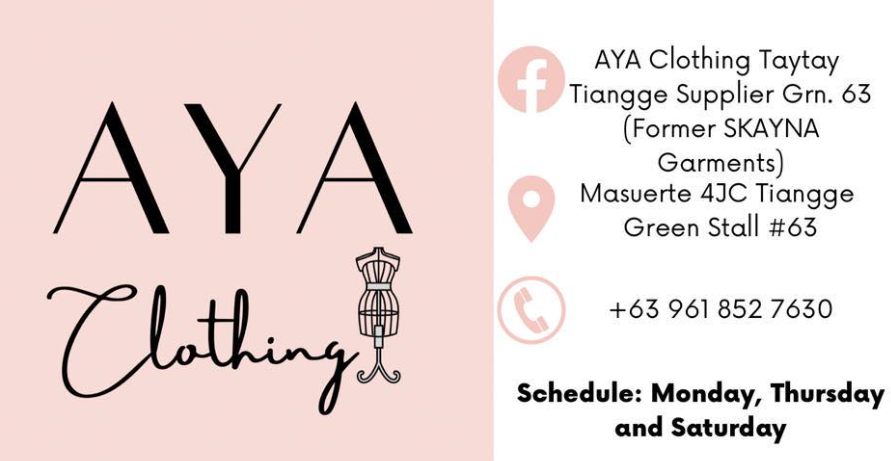 AYA
Clothing
AYA Clothing Taytay
Tiangge Supplier Grn. 63
(Former SKAYNA
Garments)
Masuerte 4JC Tiangge
Green Stall #63
+63 961 852 7630
Schedule: Monday, Thursday
and Saturday